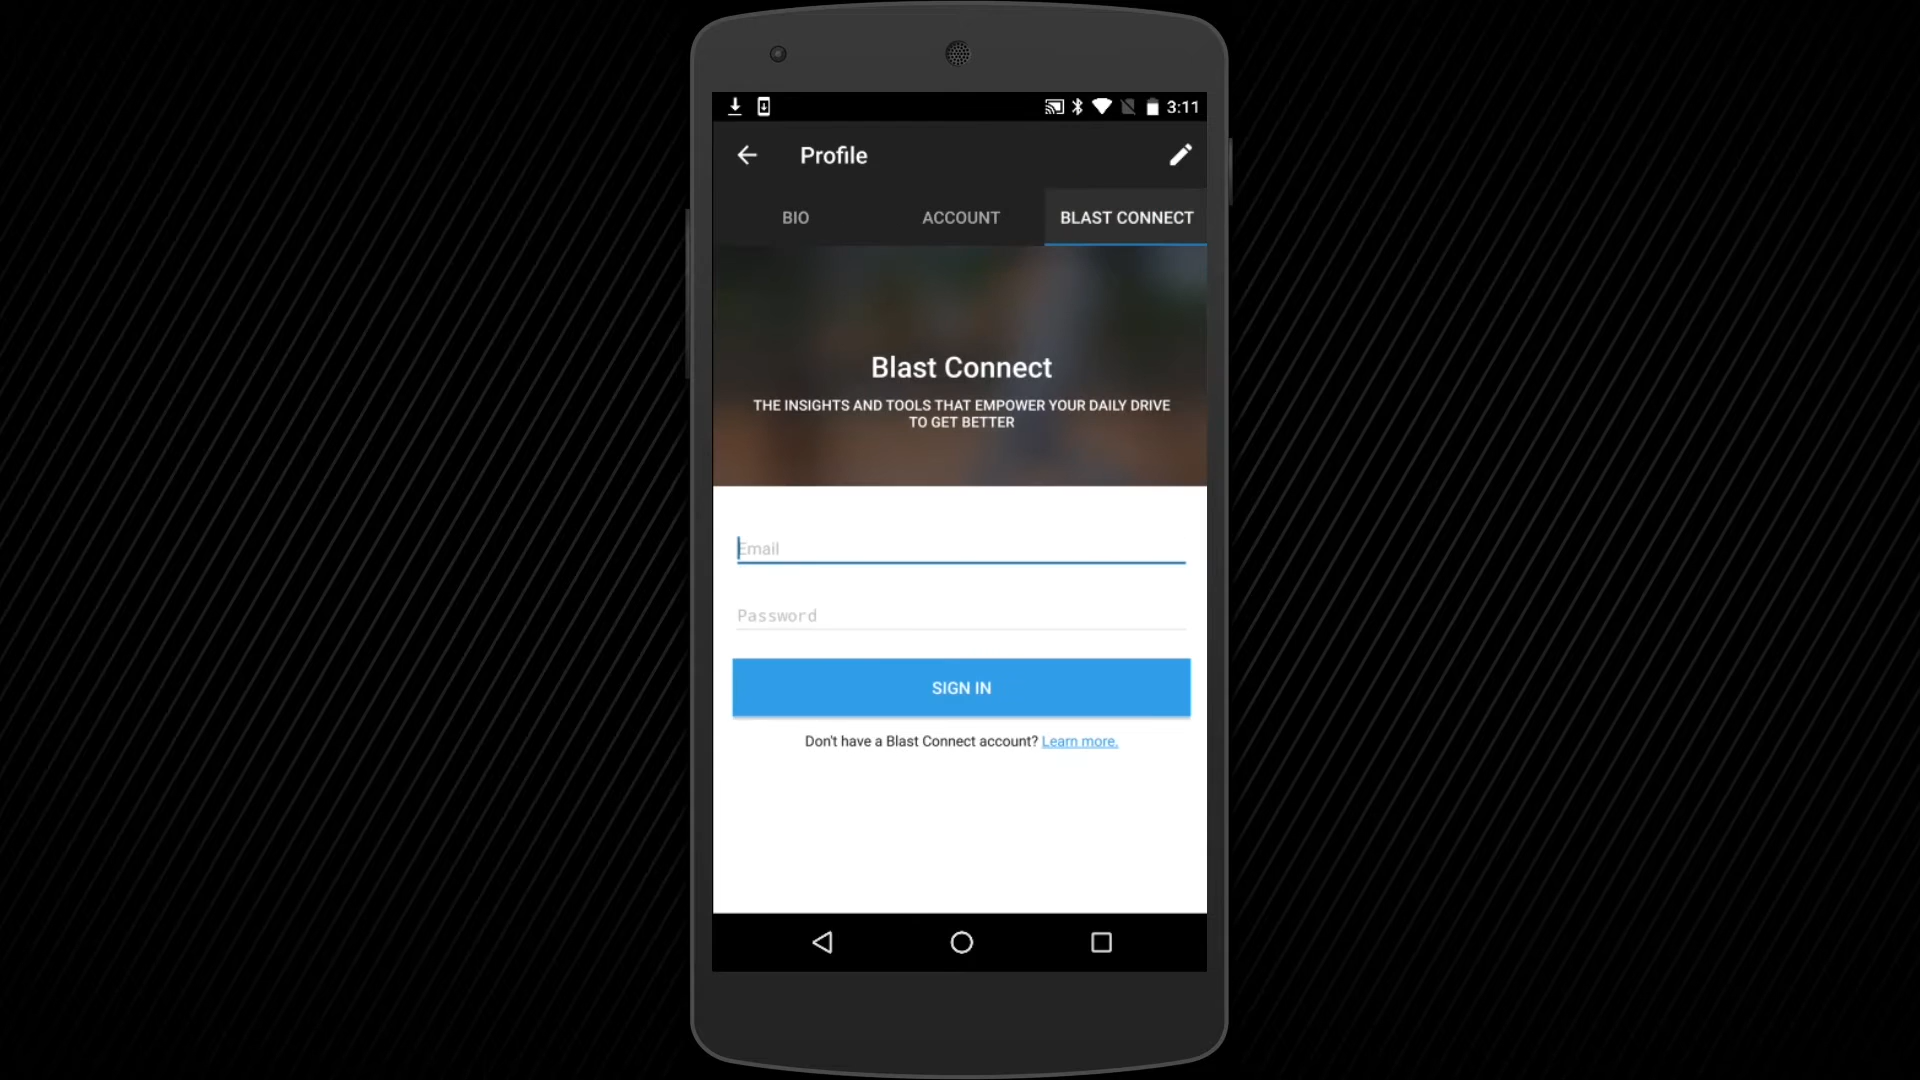 3:11
Profile
BIO
ACCOUNT
BLAST CONNECT
Blast Connect
THE INSIGHTS AND TOOLS THAT EMPOWER YOUR DAILY DRIVE
TO GET BETTER
Email
Password
SIGN IN
Don't have a Blast Connect account? Learn more.